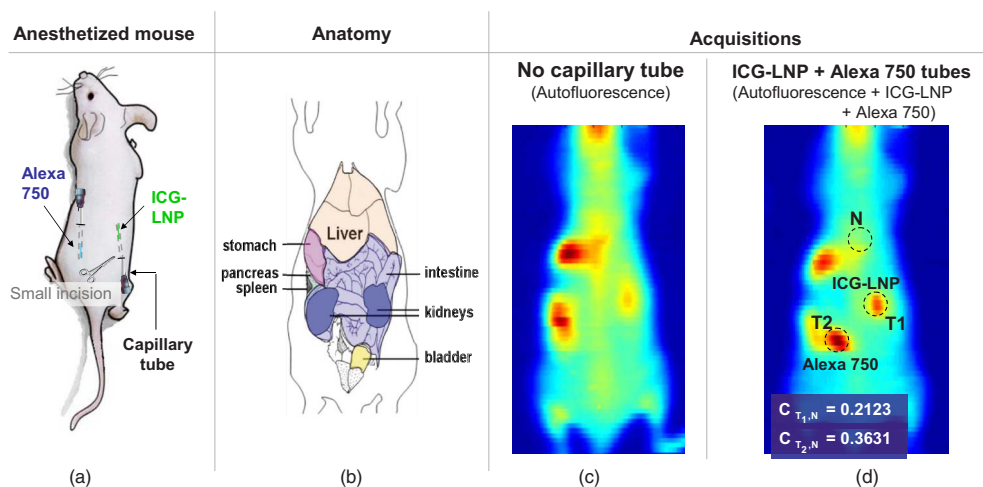 Anesthetized mouse
Anatomy
Acquisitions
No capillary tube
(Autofluorescence)
ICG-LNP + Alexa 750 tubes
(Autofluorescence + ICG-LNP
+ Alexa 750)
Alexa
750
ICG-
LNP
Small incision
Capillary
tube
Liver
stomach
pancreas
spleen
intestine
kidneys
bladder
N
ICG-LNP
T2
T1
Alexa 750
C T1,N = 0.2123
C T2,N = 0.3631
(a)
(b)
(c)
(d)